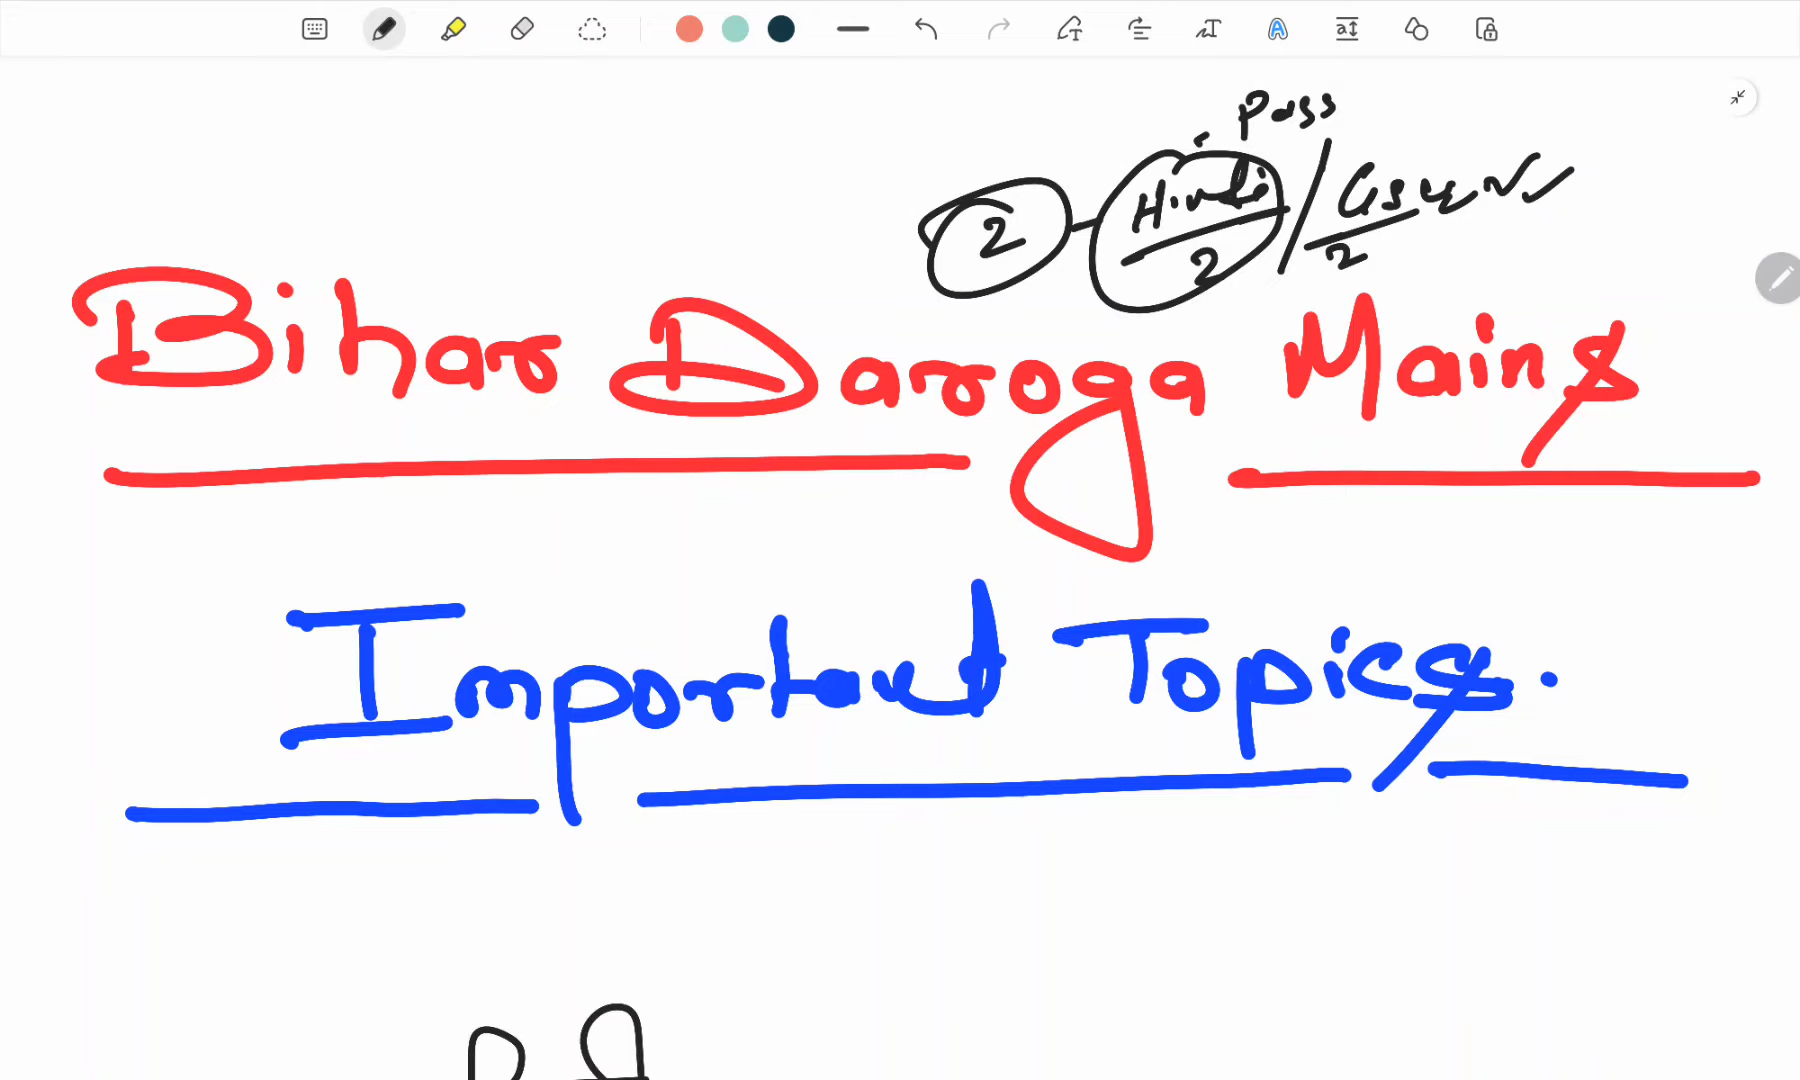 Pass
2 - Hindi / GS
2 2
Bihar Daroga Mains
Important Topics.